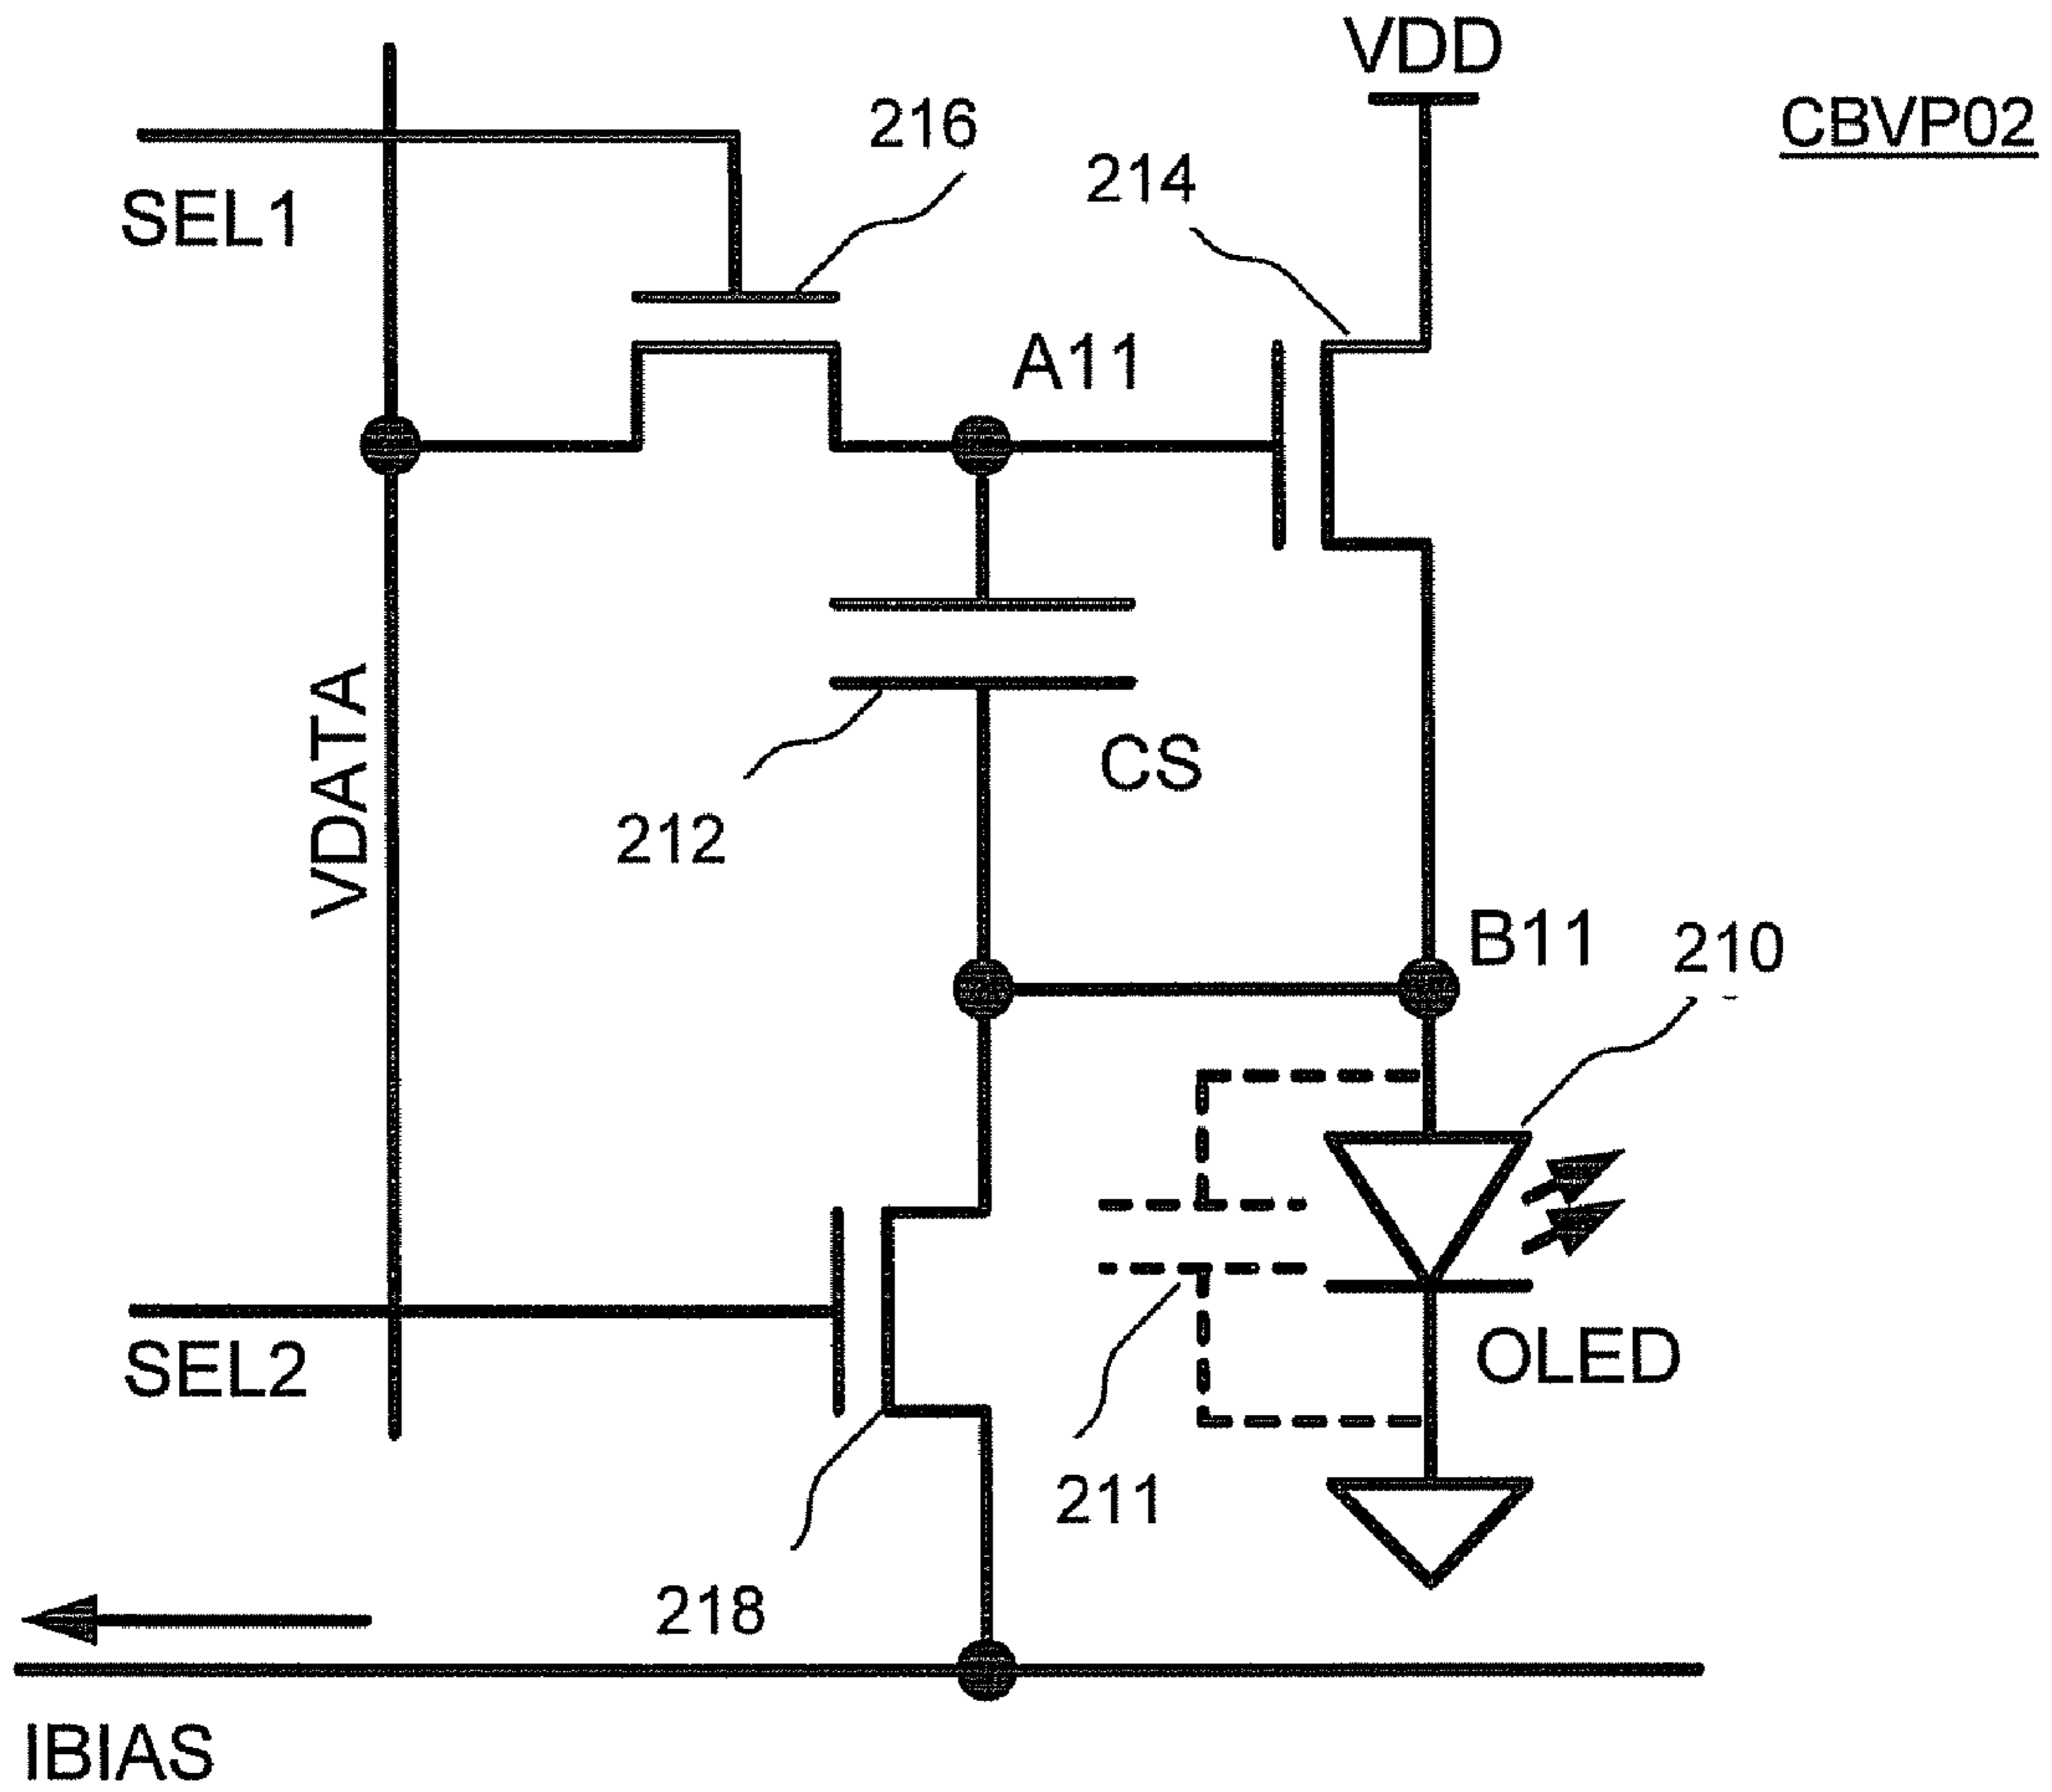 VDD
CBVP02
216
214
SEL1
A11
VDATA
CS
212
B11
210
SEL2
OLED
211
218
IBIAS